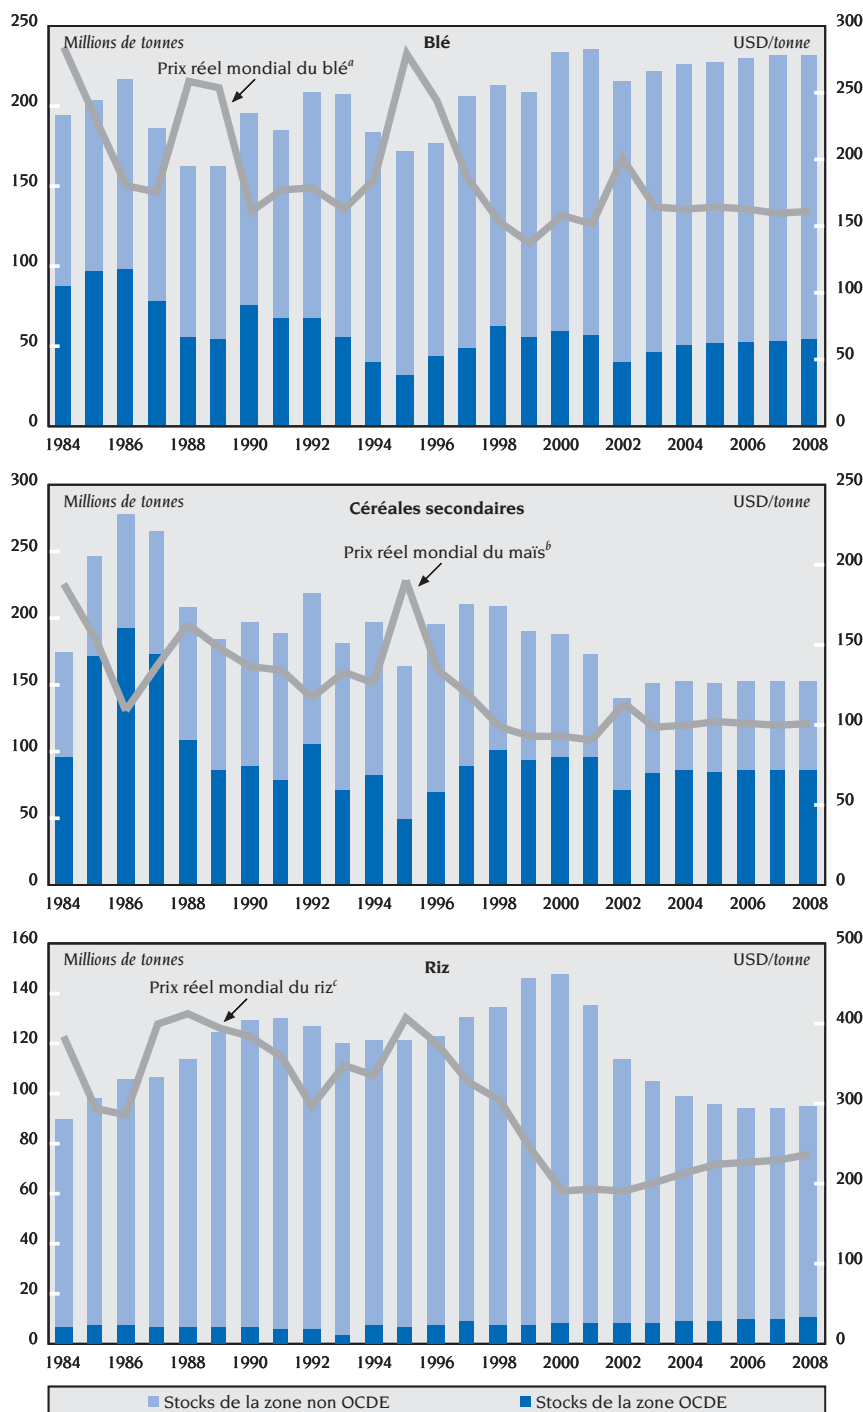 Millions de tonnes Blé USD/tonne
Prix réel mondial du blé^a
250 300
200 250
150 200
100 150
50 100
0 50
0
1984 1986 1988 1990 1992 1994 1996 1998 2000 2002 2004 2006 2008
Millions de tonnes Céréales secondaires USD/tonne
Prix réel mondial du maïs^b
300 250
250 200
200 150
150 100
100 50
50 0
0
1984 1986 1988 1990 1992 1994 1996 1998 2000 2002 2004 2006 2008
Millions de tonnes Riz USD/tonne
Prix réel mondial du riz^c
160 500
140 400
120 300
100 200
80 100
60 0
40
20
0
1984 1986 1988 1990 1992 1994 1996 1998 2000 2002 2004 2006 2008
Stocks de la zone non OCDE Stocks de la zone OCDE